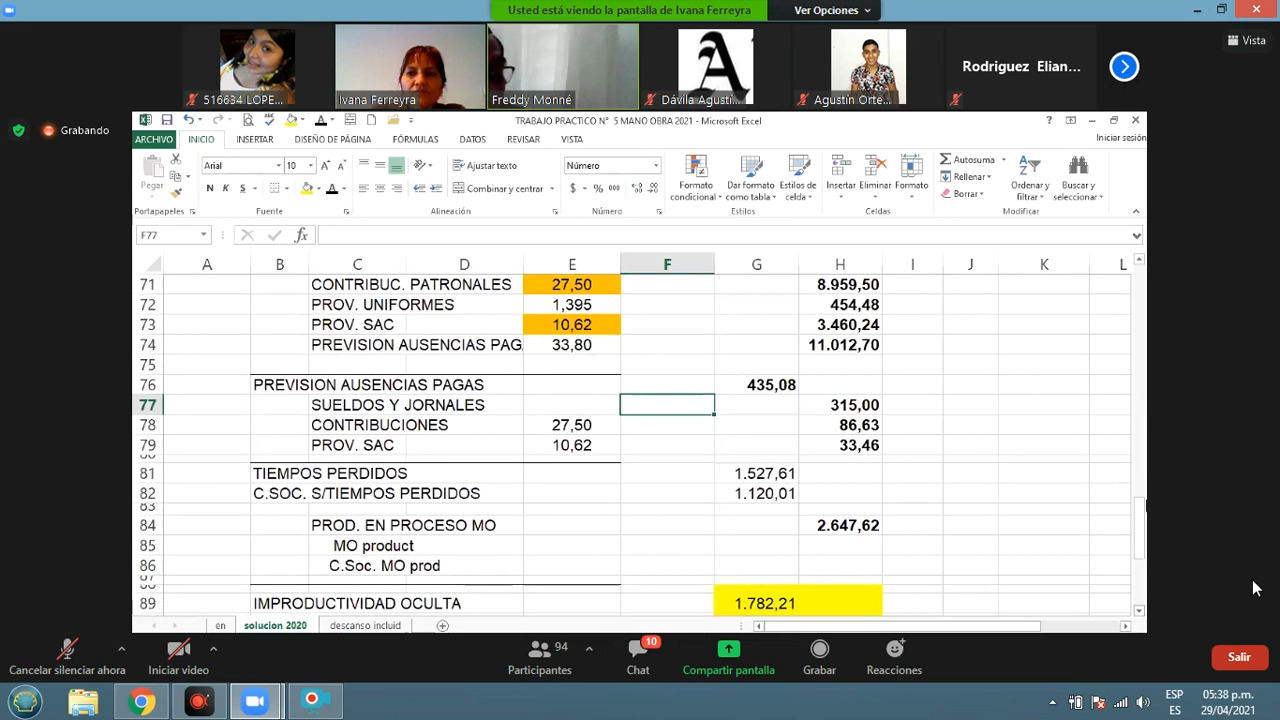 Usted está viendo la pantalla de Ivana Ferreyra
Ver Opciones
Vista
516634 LOPE...
Ivana Ferreyra
Freddy Monné
Dávila Agusti...
Agustín Orte...
Rodriguez Elian...
Grabando
TRABAJO PRACTICO N° 5 MANO OBRA 2021 - Microsoft Excel
ARCHIVO INICIO INSERTAR DISEÑO DE PÁGINA FÓRMULAS DATOS REVISAR VISTA Iniciar sesión
Pegar
Arial 10
N K S
Ajustar texto
Combinar y centrar
Número
$ % 000
Formato condicional
Dar formato como tabla
Estilos de celda
Insertar
Eliminar
Formato
Autosuma
Rellenar
Borrar
Ordenar y filtrar
Buscar y seleccionar
Portapapeles Fuente Alineación Número Estilos Celdas Modificar
F77 fx
A B C D E F G H I J K L
71 CONTRIBUC. PATRONALES 27,50 8.959,50
72 PROV. UNIFORMES 1,395 454,48
73 PROV. SAC 10,62 3.460,24
74 PREVISION AUSENCIAS PAG. 33,80 11.012,70
75
76 PREVISION AUSENCIAS PAGAS 435,08
77 SUELDOS Y JORNALES 315,00
78 CONTRIBUCIONES 27,50 86,63
79 PROV. SAC 10,62 33,46
81 TIEMPOS PERDIDOS 1.527,61
82 C.SOC. S/TIEMPOS PERDIDOS 1.120,01
83
84 PROD. EN PROCESO MO 2.647,62
85 MO product
86 C.Soc. MO prod
89 IMPRODUCTIVIDAD OCULTA 1.782,21
en solucion 2020 descanso incluid
Cancelar silenciar ahora
Iniciar video
94
Participantes
10
Chat
Compartir pantalla
Grabar
Reacciones
Salir
ESP
ES
05:38 p.m.
29/04/2021